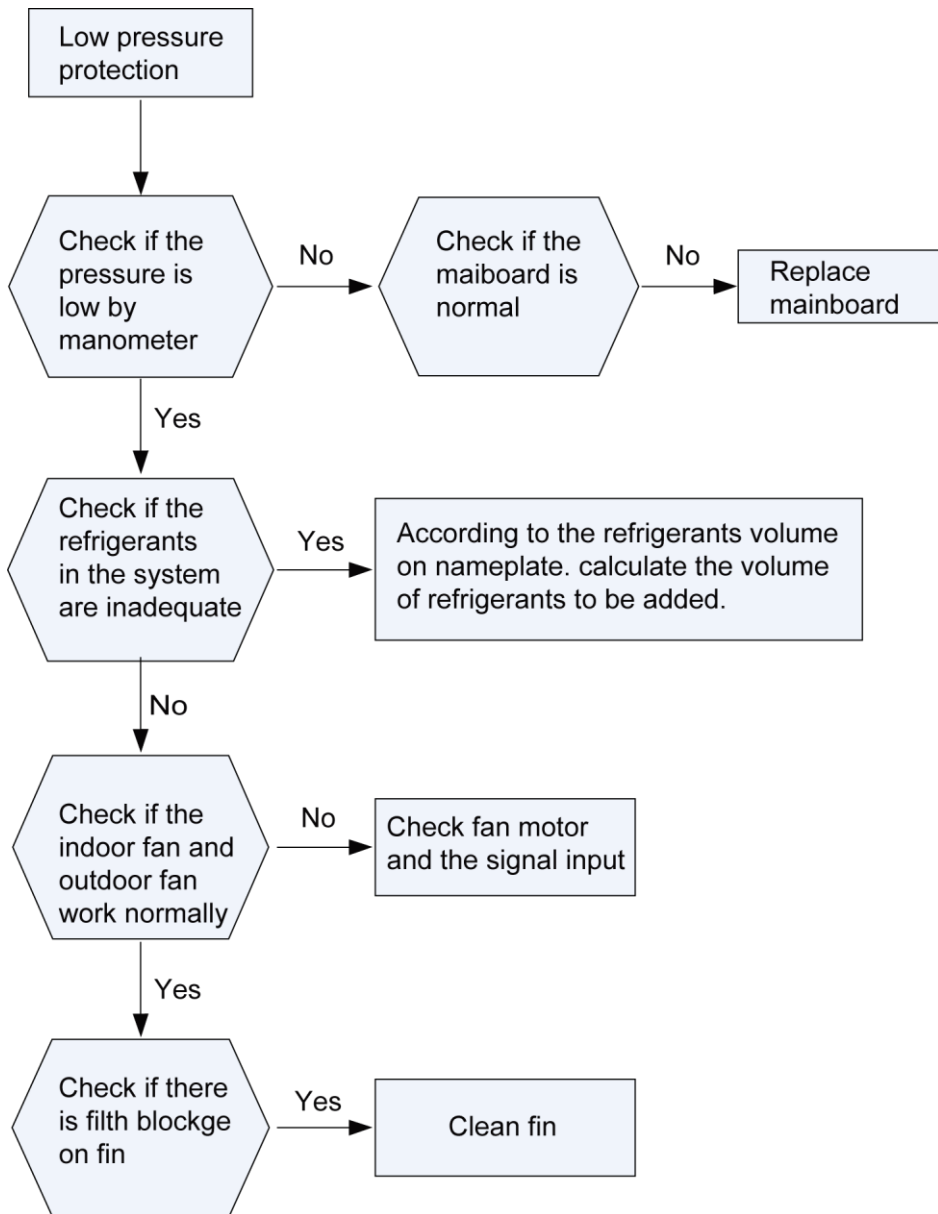 Low pressure
protection
Check if the
pressure is
low by
manometer
No
Check if the
maiboard is
normal
No
Replace
mainboard
Yes
Check if the
refrigerants
in the system
are inadequate
Yes
According to the refrigerants volume
on nameplate. calculate the volume
of refrigerants to be added.
No
Check if the
indoor fan and
outdoor fan
work normally
No
Check fan motor
and the signal input
Yes
Check if there
is filth blockge
on fin
Yes
Clean fin